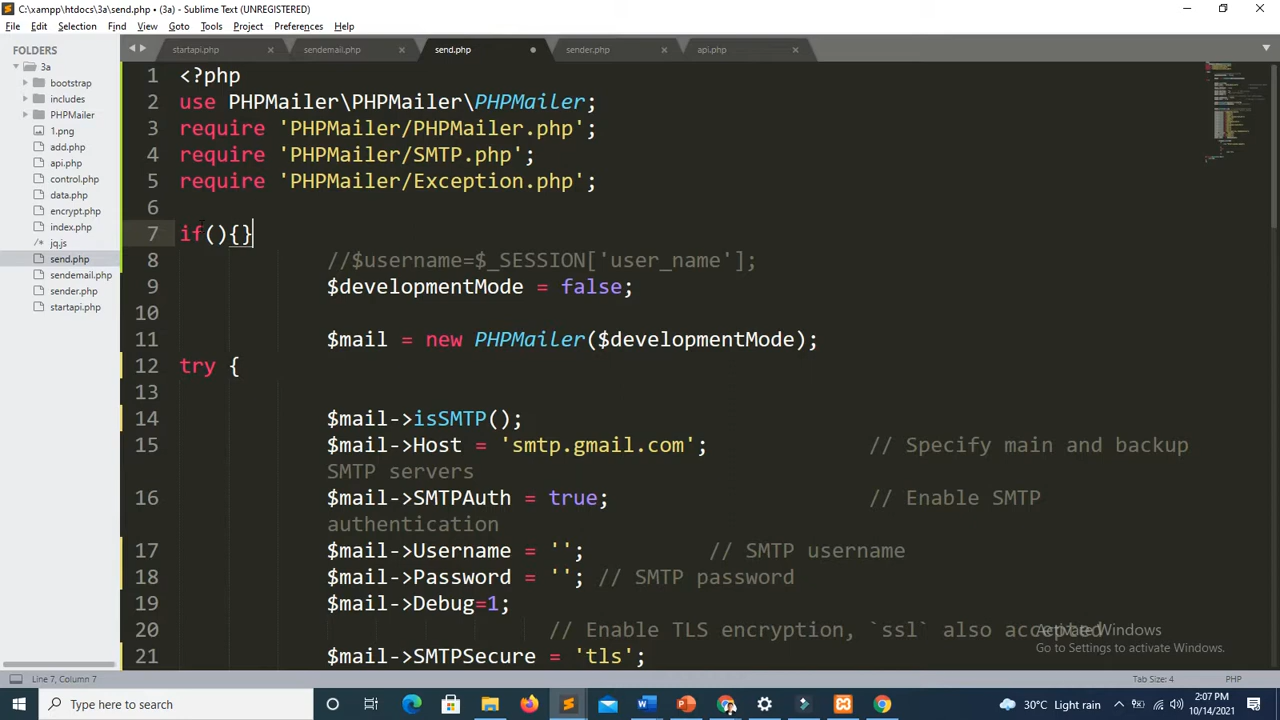 C:\xampp\htdocs\3a\send.php • (3a) - Sublime Text (UNREGISTERED)
File Edit Selection Find View Goto Tools Project Preferences Help
FOLDERS
3a
bootstrap
includes
PHPMailer
1.png
add.php
api.php
control.php
data.php
encrypt.php
index.php
jq.js
send.php
sendemail.php
sender.php
startapi.php
startapi.php sendemail.php send.php sender.php api.php
1 <?php
2 use PHPMailer\PHPMailer\PHPMailer;
3 require 'PHPMailer/PHPMailer.php';
4 require 'PHPMailer/SMTP.php';
5 require 'PHPMailer/Exception.php';
6
7 if(){}
8 //$username=$_SESSION['user_name'];
9 $developmentMode = false;
10
11 $mail = new PHPMailer($developmentMode);
12 try {
13
14 $mail->isSMTP();
15 $mail->Host = 'smtp.gmail.com'; // Specify main and backup
SMTP servers
16 $mail->SMTPAuth = true; // Enable SMTP
authentication
17 $mail->Username = ''; // SMTP username
18 $mail->Password = ''; // SMTP password
19 $mail->Debug=1;
20 // Enable TLS encryption, `ssl` also accepted
21 $mail->SMTPSecure = 'tls';
Activate Windows
Go to Settings to activate Windows.
Line 7, Column 7 Tab Size: 4 PHP
Type here to search
30°C Light rain
2:07 PM
10/14/2021